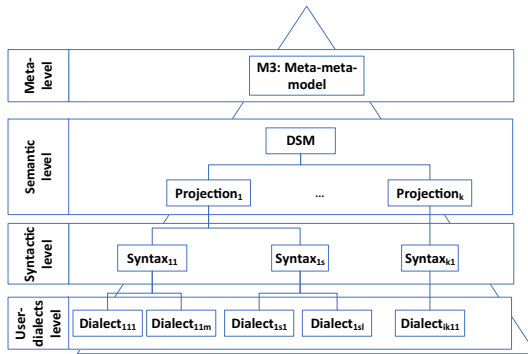 Meta-
level
M3: Meta-meta-
model
Semantic
level
DSM
Projection₁
...
Projectionₖ
Syntactic
level
Syntax₁₁
Syntax₁ₛ
Syntaxₖ₁
User-
dialects
level
Dialect₁₁₁
Dialect₁₁ₘ
Dialect₁ₛ₁
Dialect₁ₛₗ
Dialectᵢₖ₁₁